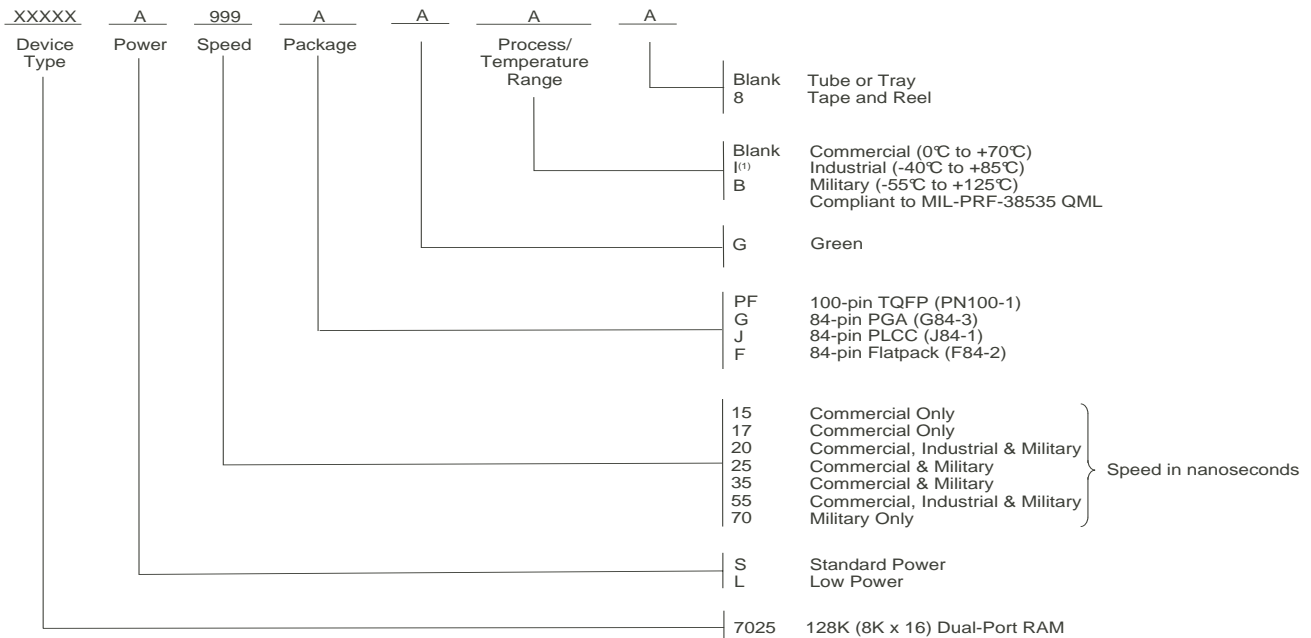 XXXXX A 999 A A A A
Device Type Power Speed Package Process/ Temperature Range
Blank Tube or Tray
8 Tape and Reel
Blank Commercial (0°C to +70°C)
I(1) Industrial (-40°C to +85°C)
B Military (-55°C to +125°C)
Compliant to MIL-PRF-38535 QML
G Green
PF 100-pin TQFP (PN100-1)
G 84-pin PGA (G84-3)
J 84-pin PLCC (J84-1)
F 84-pin Flatpack (F84-2)
15 Commercial Only
17 Commercial Only
20 Commercial, Industrial & Military
25 Commercial & Military
35 Commercial & Military
55 Commercial, Industrial & Military
70 Military Only
Speed in nanoseconds
S Standard Power
L Low Power
7025 128K (8K x 16) Dual-Port RAM